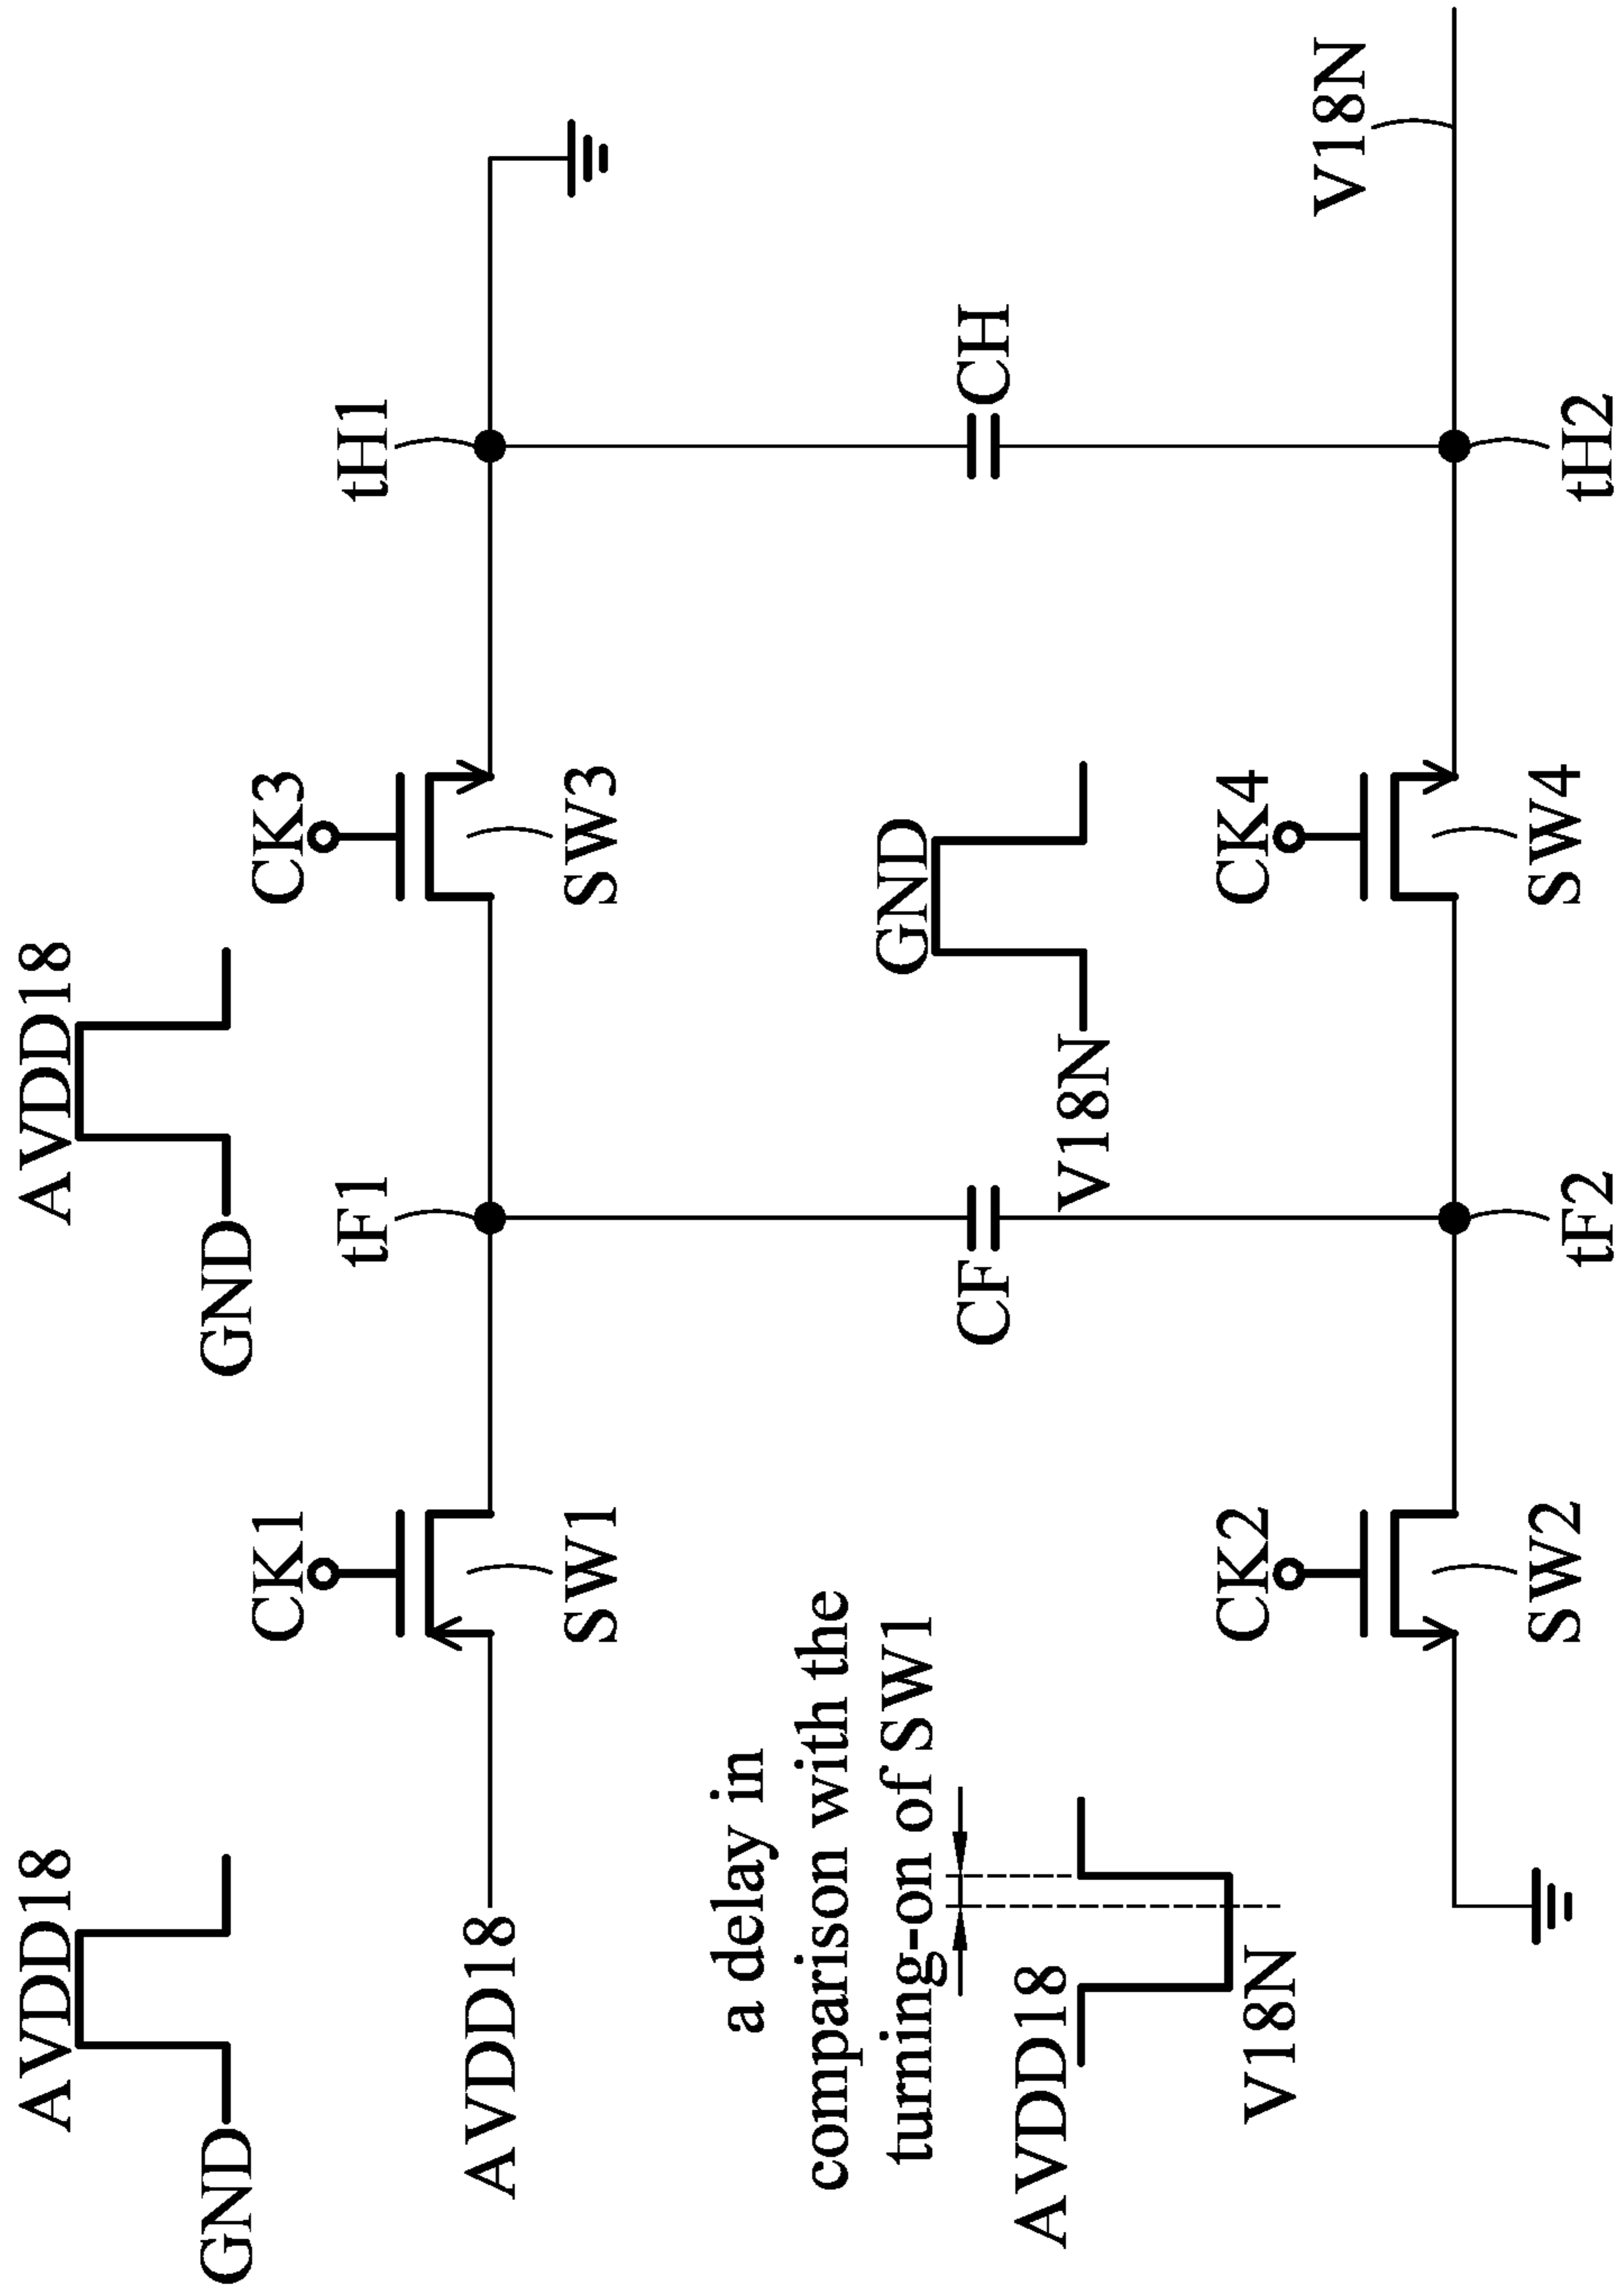 AVDD18
GND
AVDD18
GND
CK1
CK3
tF1
tH1
AVDD18
SW1
SW3
a delay in
comparison with the
turning-on of SW1
AVDD18
V18N
CF
CH
GND
V18N
CK2
CK4
V18N
SW2
SW4
tF2
tH2